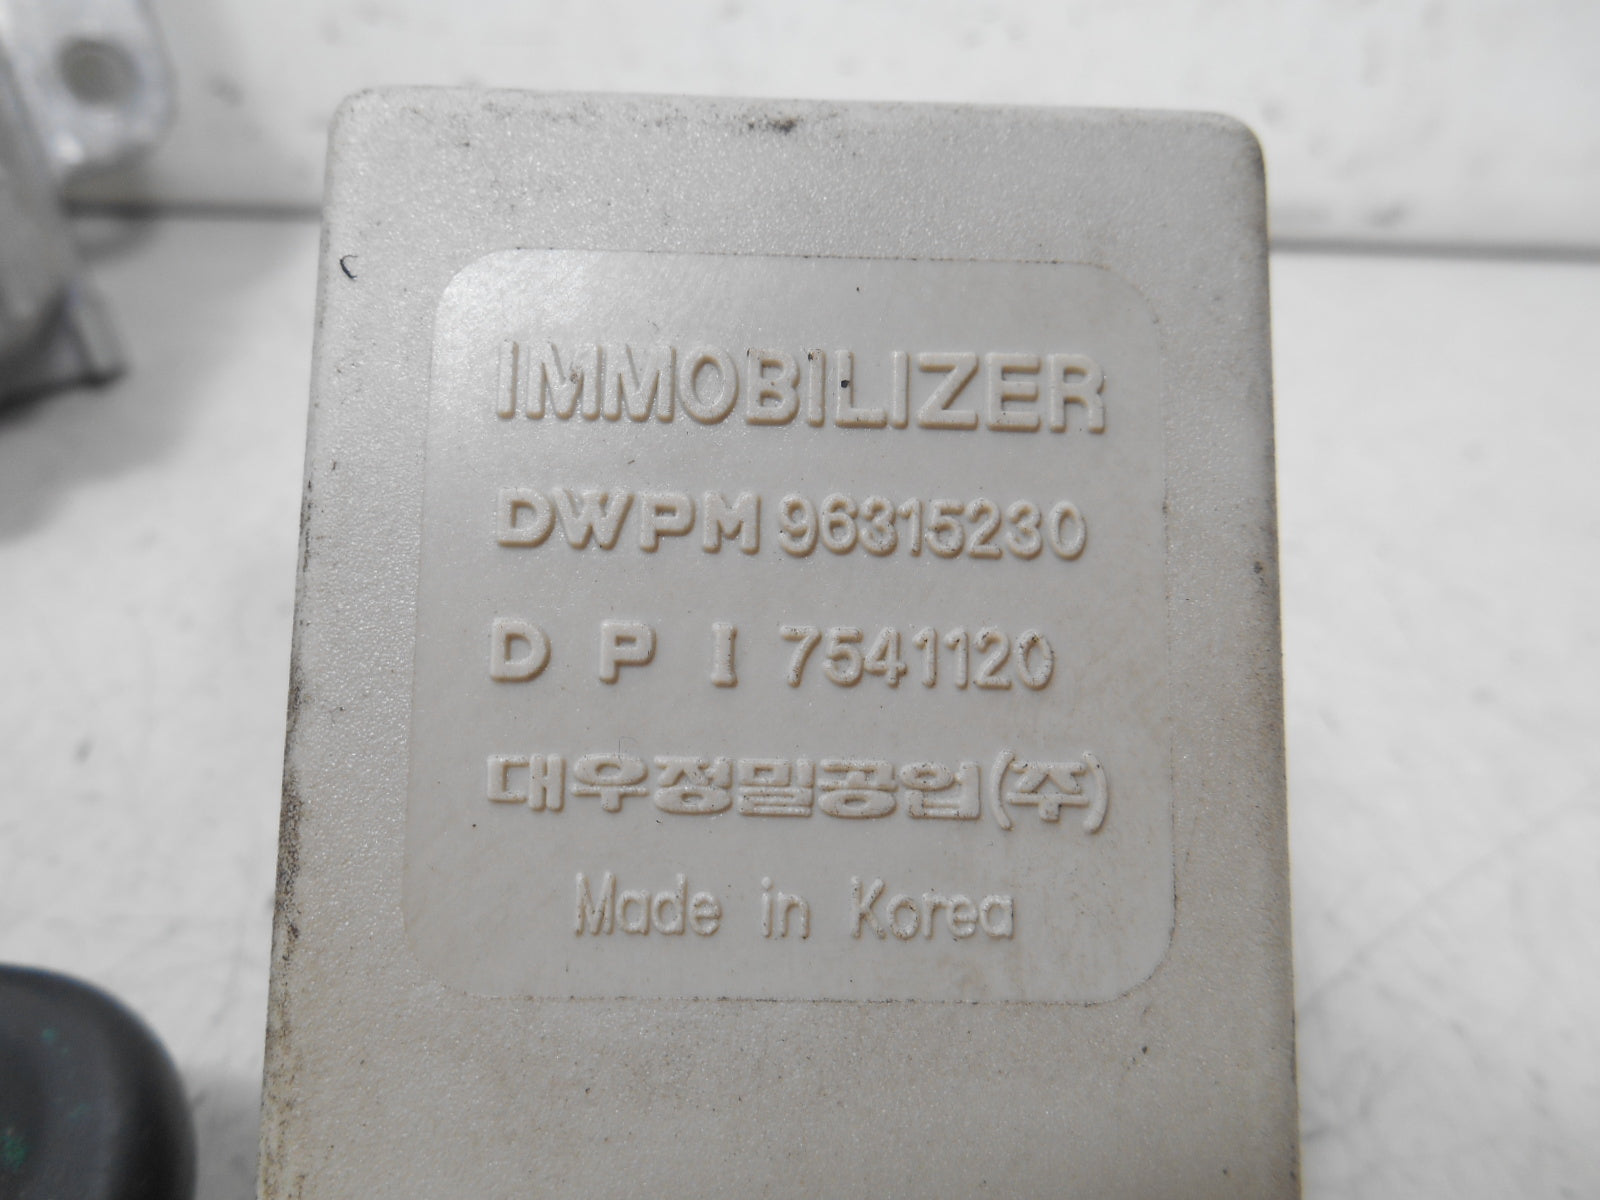 IMMOBILIZER
DWPM 96315230
D P I 7541120
대우정밀공업(주)
Made in Korea